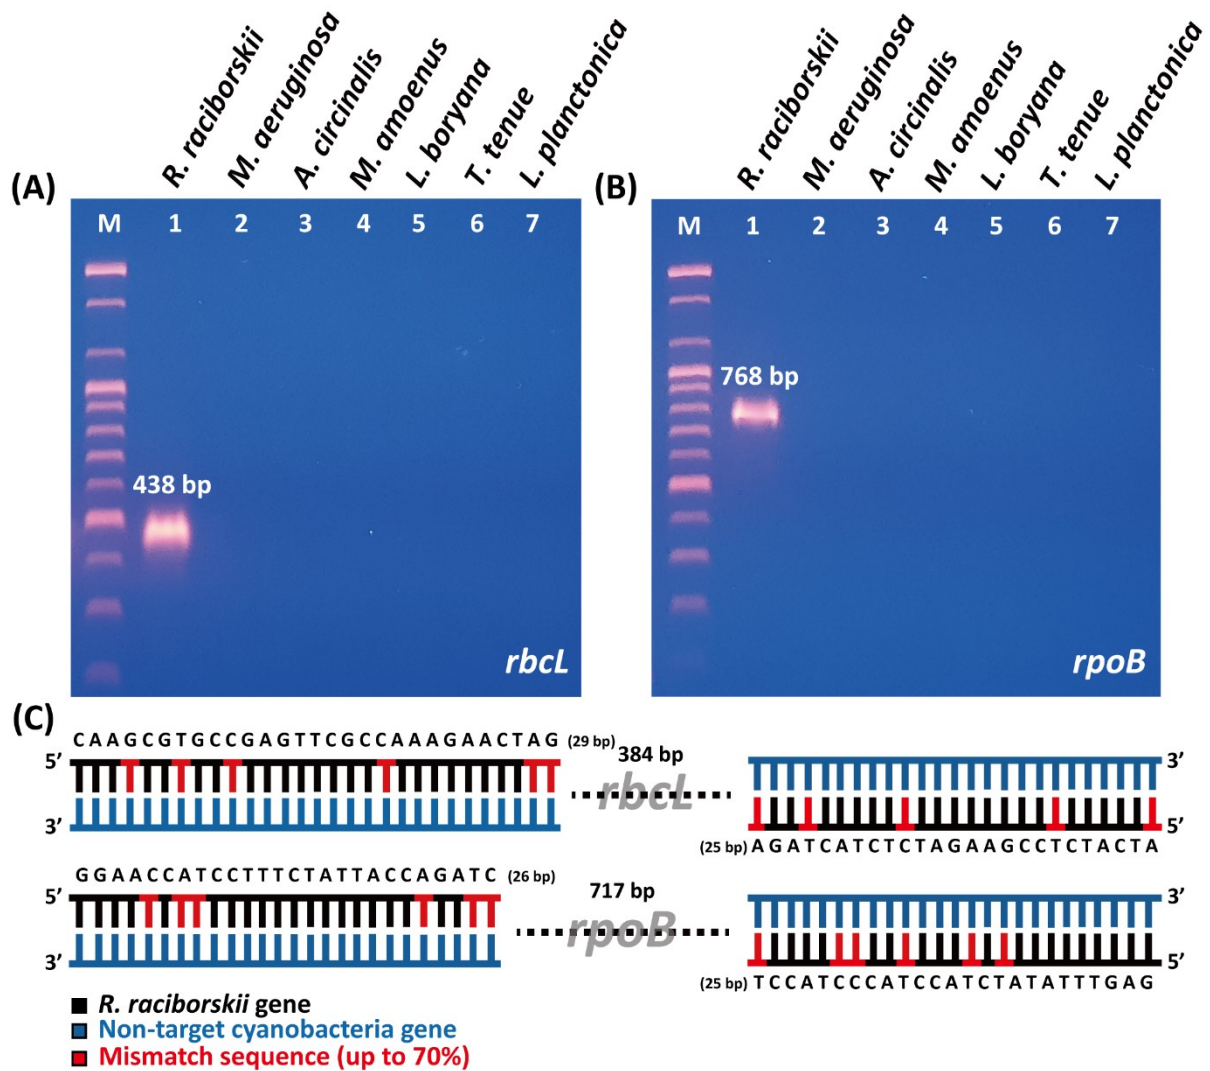 R. raciborskii
M. aeruginosa
A. circinalis
M. amoenus
L. boryana
T. tenue
L. planctonica
R. raciborskii
M. aeruginosa
A. circinalis
M. amoenus
L. boryana
T. tenue
L. planctonica
(A)
(B)
M 1 2 3 4 5 6 7
M 1 2 3 4 5 6 7
438 bp
768 bp
rbcL
rpoB
(C)
CAAGCGTGCCGAGTTCGCCAAAGAACTAG (29 bp)
5’
3’
384 bp
rbcL
3’
5’
(25 bp) AGATCATCTCTAGAAGCCTCTACTA
GGAACCATCCTTTCTATTACCAGATC (26 bp)
5’
3’
717 bp
rpoB
3’
5’
(25 bp) TCCATCCCATCCATCTATATTTGAG
R. raciborskii gene
Non-target cyanobacteria gene
Mismatch sequence (up to 70%)